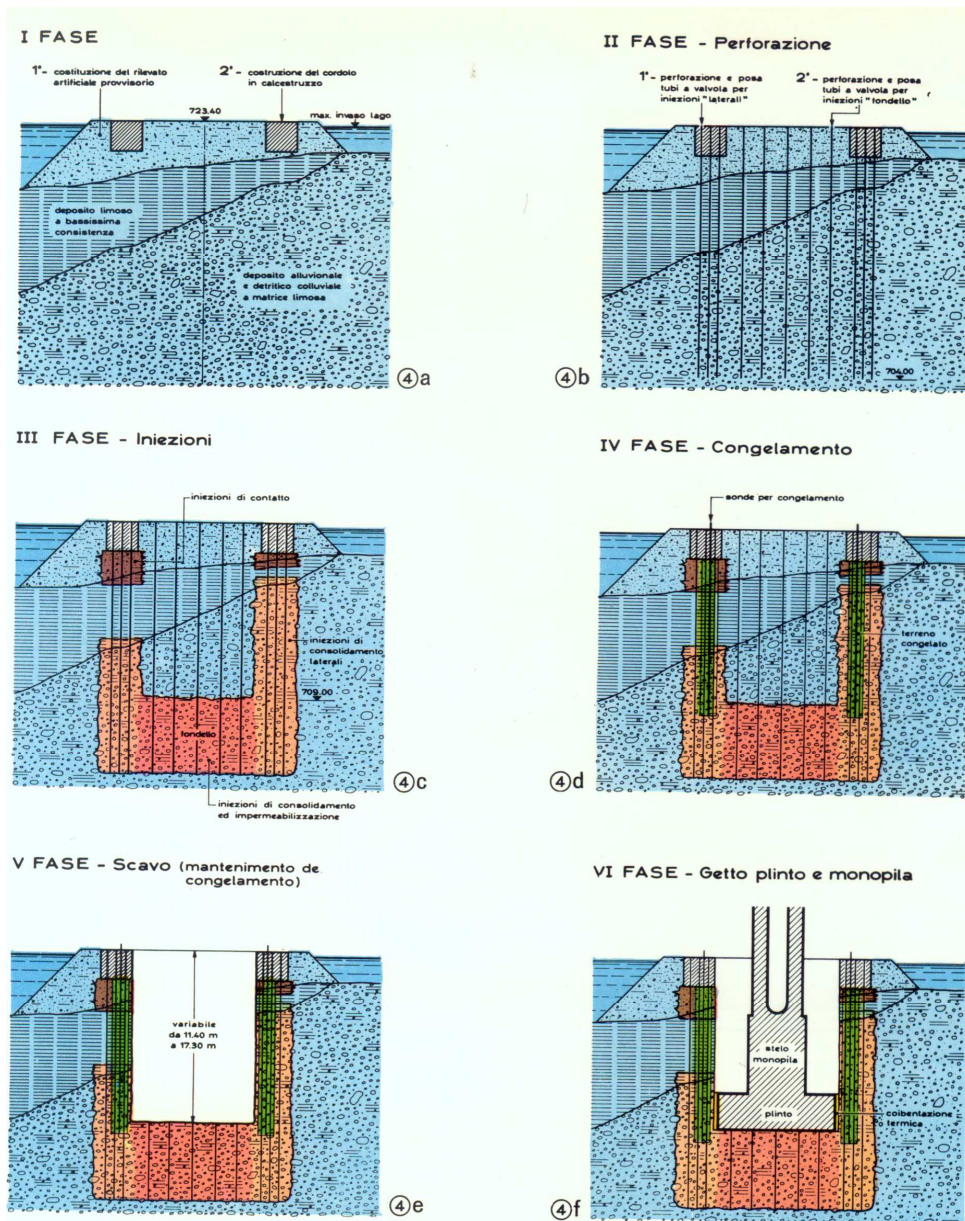 I FASE
1°- costituzione del rilevato
artificiale provvisorio
2°- costruzione del cordolo
in calcestruzzo
723.40
max. invaso lago
deposito limoso
a bassissima
consistenza
deposito alluvionale
e detritico colluviale
a matrice limosa
④a
II FASE - Perforazione
1°- perforazione e posa
tubi a valvola per
iniezioni "laterali"
2°- perforazione e posa
tubi a valvola per
iniezioni "tondello"
704.00
④b
III FASE - Iniezioni
iniezioni di contatto
iniezioni di
consolidamento
laterali
709.00
tondello
iniezioni di consolidamento
ed impermeabilizzazione
④c
IV FASE - Congelamento
sonde per congelamento
terreno
congelato
④d
V FASE - Scavo (mantenimento de
congelamento)
variabile
da 11.40 m
a 17.30 m
④e
VI FASE - Getto plinto e monopila
stelo
monopila
plinto
coibentazione
termica
④f